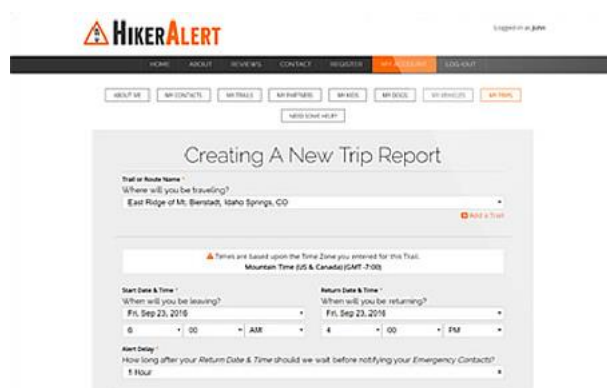 HIKERALERT
Logged in as John
HOME ABOUT REVIEWS CONTACT REGISTER MY ACCOUNT LOG OUT
ABOUT ME MY CONTACTS MY TRAILS MY PARTNERS MY KIDS MY DOGS MY VEHICLES MY TRIPS
NEED SOME HELP?
Creating A New Trip Report
Trail or Route Name *
Where will you be traveling?
East Ridge of Mt. Bierstadt, Idaho Springs, CO
Add a Trail
Times are based upon the Time Zone you entered for this Trail.
Mountain Time (US & Canada) (GMT -7:00)
Start Date & Time * Return Date & Time *
When will you be leaving? When will you be returning?
Fri, Sep 23, 2016 Fri, Sep 23, 2016
6 00 AM 4 00 PM
Alert Delay *
How long after your Return Date & Time should we wait before notifying your Emergency Contacts?
1 Hour